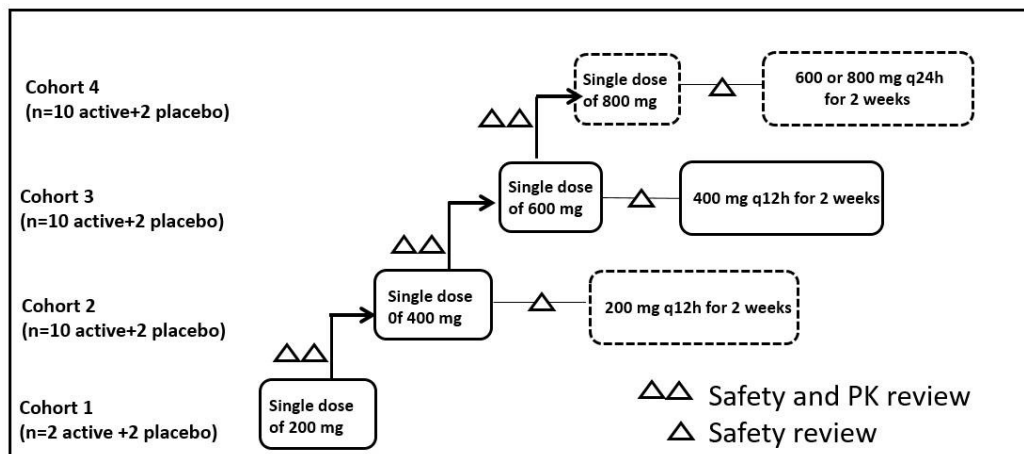 Cohort 4
(n=10 active+2 placebo)
Single dose
of 800 mg
600 or 800 mg q24h
for 2 weeks
Cohort 3
(n=10 active+2 placebo)
Single dose
of 600 mg
400 mg q12h for 2 weeks
Cohort 2
(n=10 active+2 placebo)
Single dose
0f 400 mg
200 mg q12h for 2 weeks
Cohort 1
(n=2 active +2 placebo)
Single dose
of 200 mg
Safety and PK review
Safety review